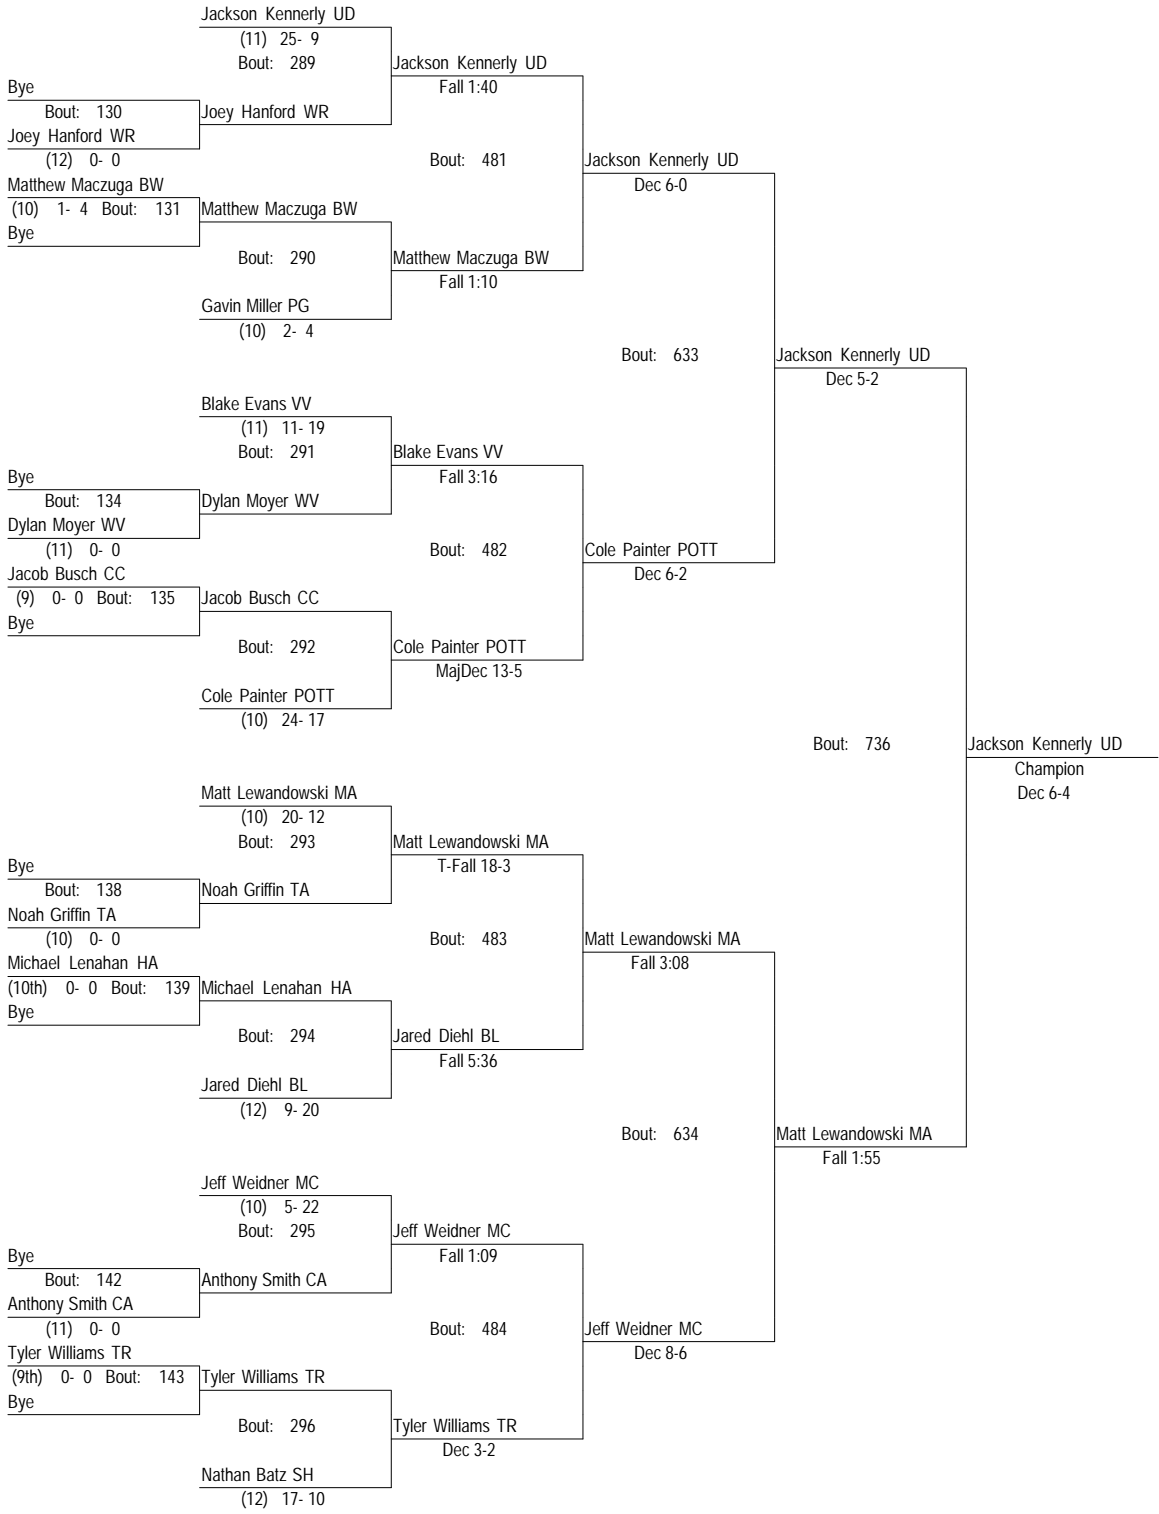 Jackson Kennerly UD
(11) 25- 9
Bout: 289
Jackson Kennerly UD
Fall 1:40
Bye
Bout: 130
Joey Hanford WR
Joey Hanford WR
(12) 0- 0
Bout: 481
Jackson Kennerly UD
Dec 6-0
Matthew Maczuga BW
(10) 1- 4 Bout: 131
Matthew Maczuga BW
Bye
Bout: 290
Matthew Maczuga BW
Fall 1:10
Gavin Miller PG
(10) 2- 4
Bout: 633
Jackson Kennerly UD
Dec 5-2
Blake Evans VV
(11) 11- 19
Bout: 291
Blake Evans VV
Fall 3:16
Bye
Bout: 134
Dylan Moyer WV
Dylan Moyer WV
(11) 0- 0
Bout: 482
Cole Painter POTT
Dec 6-2
Jacob Busch CC
(9) 0- 0 Bout: 135
Jacob Busch CC
Bye
Bout: 292
Cole Painter POTT
MajDec 13-5
Cole Painter POTT
(10) 24- 17
Bout: 736
Jackson Kennerly UD
Champion
Dec 6-4
Matt Lewandowski MA
(10) 20- 12
Bout: 293
Matt Lewandowski MA
T-Fall 18-3
Bye
Bout: 138
Noah Griffin TA
Noah Griffin TA
(10) 0- 0
Bout: 483
Matt Lewandowski MA
Fall 3:08
Michael Lenahan HA
(10th) 0- 0 Bout: 139
Michael Lenahan HA
Bye
Bout: 294
Jared Diehl BL
Fall 5:36
Jared Diehl BL
(12) 9- 20
Bout: 634
Matt Lewandowski MA
Fall 1:55
Jeff Weidner MC
(10) 5- 22
Bout: 295
Jeff Weidner MC
Fall 1:09
Bye
Bout: 142
Anthony Smith CA
Anthony Smith CA
(11) 0- 0
Bout: 484
Jeff Weidner MC
Dec 8-6
Tyler Williams TR
(9th) 0- 0 Bout: 143
Tyler Williams TR
Bye
Bout: 296
Tyler Williams TR
Dec 3-2
Nathan Batz SH
(12) 17- 10